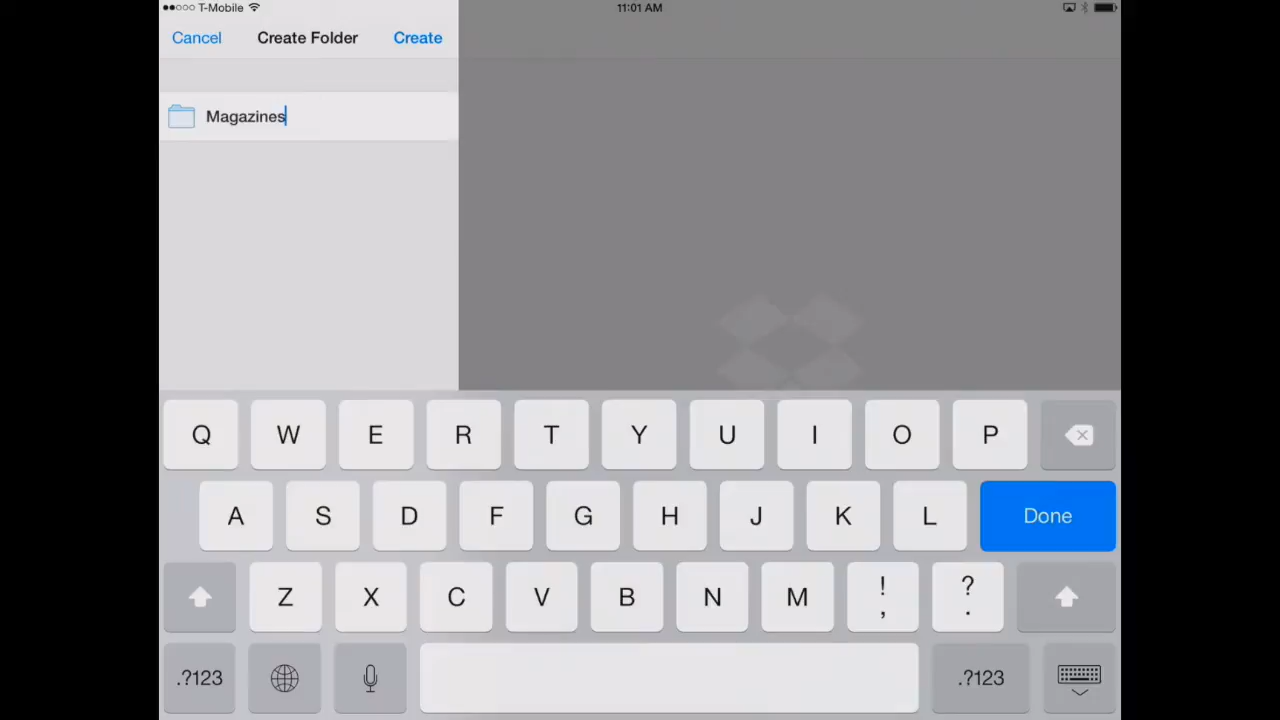 T-Mobile 11:01 AM
Cancel Create Folder Create
Magazines
Q W E R T Y U I O P
A S D F G H J K L Done
Z X C V B N M ! , ? .
.?123 .?123